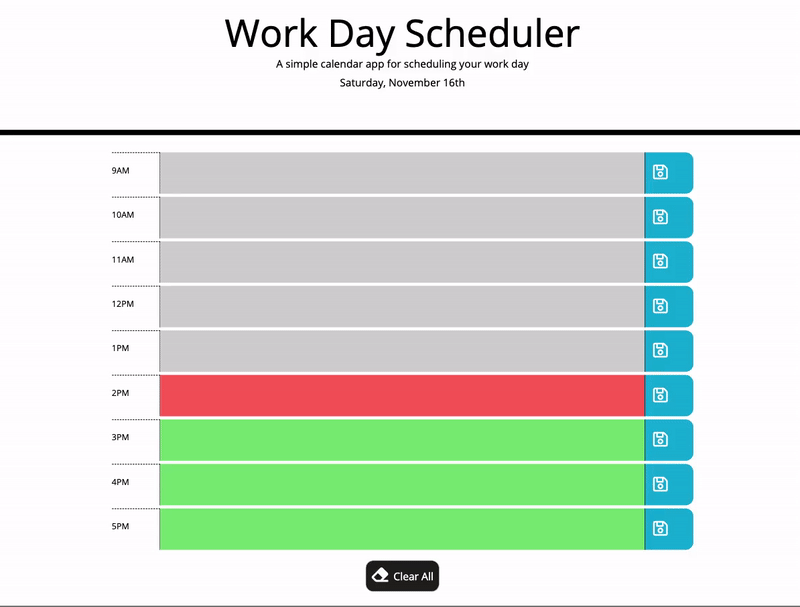 Work Day Scheduler
A simple calendar app for scheduling your work day
Saturday, November 16th
9AM
10AM
11AM
12PM
1PM
2PM
3PM
4PM
5PM
Clear All